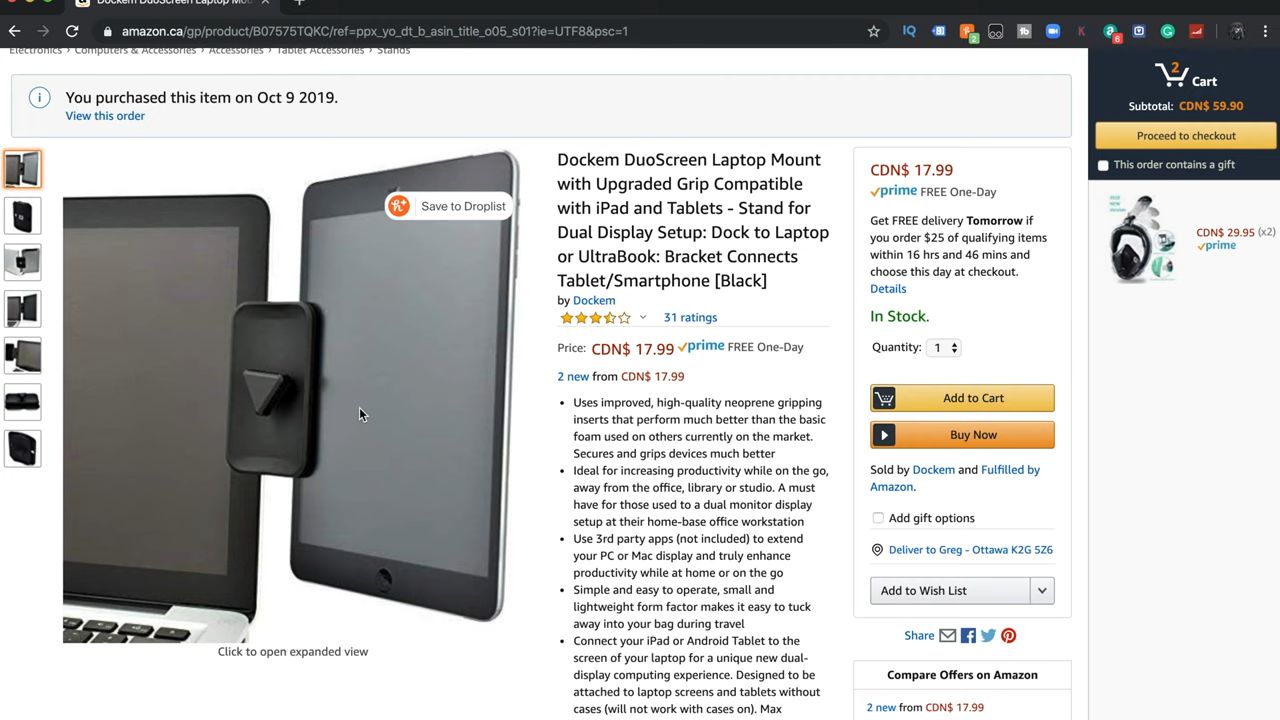 Dockem DuoScreen Laptop Mou
amazon.ca/gp/product/B07575TQKC/ref=ppx_yo_dt_b_asin_title_o05_s01?ie=UTF8&psc=1
Electronics › Computers & Accessories › Accessories › Tablet Accessories › Stands
You purchased this item on Oct 9 2019.
View this order
Save to Droplist
Click to open expanded view
Dockem DuoScreen Laptop Mount
with Upgraded Grip Compatible
with iPad and Tablets - Stand for
Dual Display Setup: Dock to Laptop
or UltraBook: Bracket Connects
Tablet/Smartphone [Black]
by Dockem
31 ratings
Price: CDN$ 17.99 prime FREE One-Day
2 new from CDN$ 17.99
• Uses improved, high-quality neoprene gripping
inserts that perform much better than the basic
foam used on others currently on the market.
Secures and grips devices much better
• Ideal for increasing productivity while on the go,
away from the office, library or studio. A must
have for those used to a dual monitor display
setup at their home-base office workstation
• Use 3rd party apps (not included) to extend
your PC or Mac display and truly enhance
productivity while at home or on the go
• Simple and easy to operate, small and
lightweight form factor makes it easy to tuck
away into your bag during travel
• Connect your iPad or Android Tablet to the
screen of your laptop for a unique new dual-
display computing experience. Designed to be
attached to laptop screens and tablets without
cases (will not work with cases on). Max
CDN$ 17.99
prime FREE One-Day
Get FREE delivery Tomorrow if
you order $25 of qualifying items
within 16 hrs and 46 mins and
choose this day at checkout.
Details
In Stock.
Quantity: 1
Add to Cart
Buy Now
Sold by Dockem and Fulfilled by
Amazon.
Add gift options
Deliver to Greg - Ottawa K2G 5Z6
Add to Wish List
Share
Compare Offers on Amazon
2 new from CDN$ 17.99
2
Cart
Subtotal: CDN$ 59.90
Proceed to checkout
This order contains a gift
CDN$ 29.95 (x2)
prime